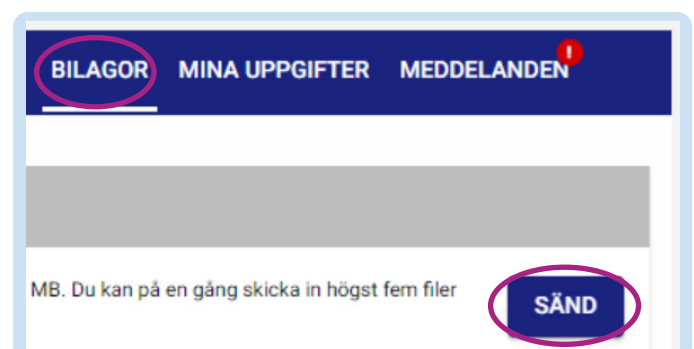 BILAGOR MINA UPPGIFTER MEDDELANDEN !
MB. Du kan på en gång skicka in högst fem filer
SÄND